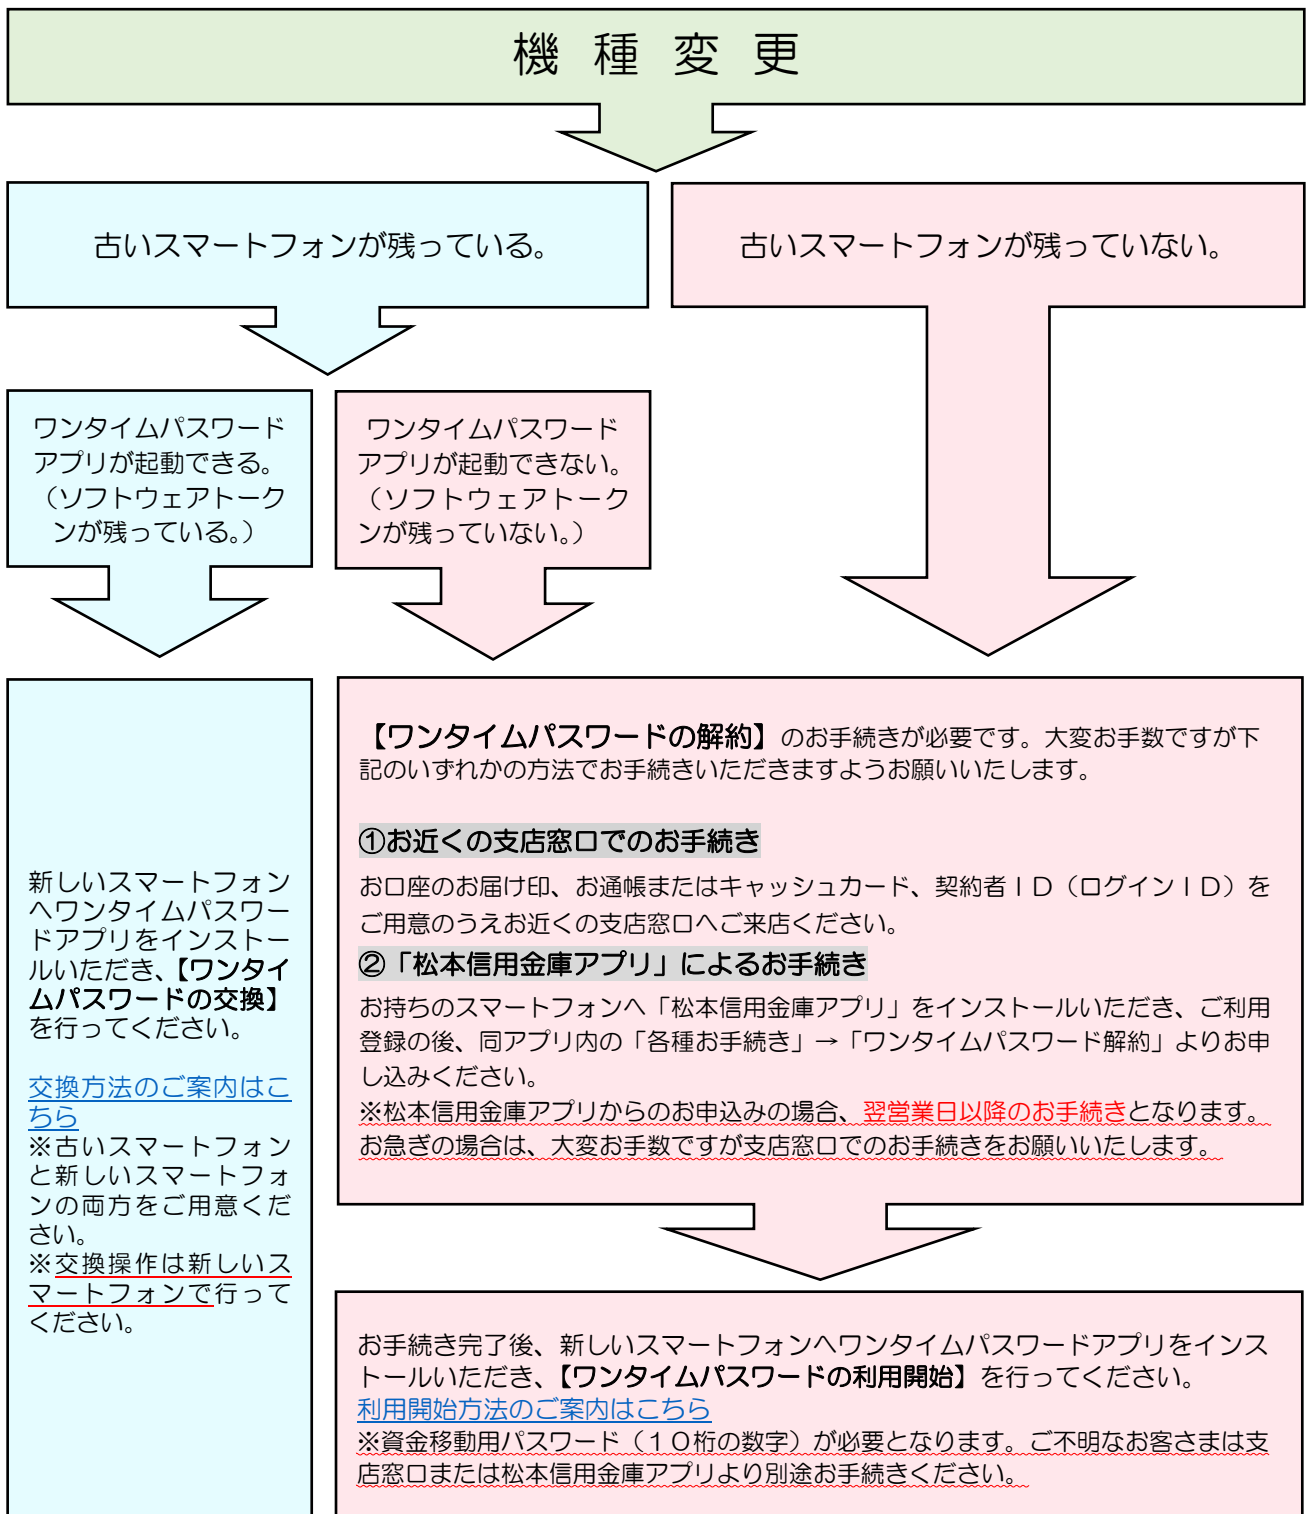 機種変更
古いスマートフォンが残っている。
古いスマートフォンが残っていない。
ワンタイムパスワード
アプリが起動できる。
（ソフトウェアトーク
ンが残っている。）
ワンタイムパスワード
アプリが起動できない。
（ソフトウェアトーク
ンが残っていない。）
新しいスマートフォン
へワンタイムパスワー
ドアプリをインストー
ルいただき、【ワンタイ
ムパスワードの交換】
を行ってください。
交換方法のご案内はこ
ちら
※古いスマートフォン
と新しいスマートフォ
ンの両方をご用意くだ
さい。
※交換操作は新しいス
マートフォンで行って
ください。
【ワンタイムパスワードの解約】のお手続きが必要です。大変お手数ですが下
記のいずれかの方法でお手続きいただきますようお願いいたします。
①お近くの支店窓口でのお手続き
お口座のお届け印、お通帳またはキャッシュカード、契約者ＩＤ（ログインＩＤ）を
ご用意のうえお近くの支店窓口へご来店ください。
②「松本信用金庫アプリ」によるお手続き
お持ちのスマートフォンへ「松本信用金庫アプリ」をインストールいただき、ご利用
登録の後、同アプリ内の「各種お手続き」→「ワンタイムパスワード解約」よりお申
し込みください。
※松本信用金庫アプリからのお申込みの場合、翌営業日以降のお手続きとなります。
お急ぎの場合は、大変お手数ですが支店窓口でのお手続きをお願いいたします。
お手続き完了後、新しいスマートフォンへワンタイムパスワードアプリをインス
トールいただき、【ワンタイムパスワードの利用開始】を行ってください。
利用開始方法のご案内はこちら
※資金移動用パスワード（１０桁の数字）が必要となります。ご不明なお客さまは支
店窓口または松本信用金庫アプリより別途お手続きください。